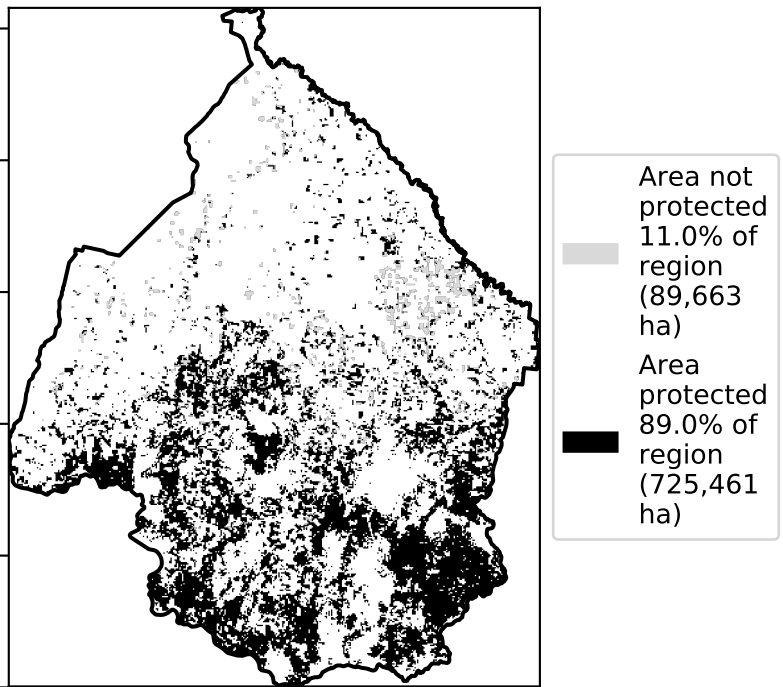 Area not
protected
11.0% of
region
(89,663
ha)
Area
protected
89.0% of
region
(725,461
ha)